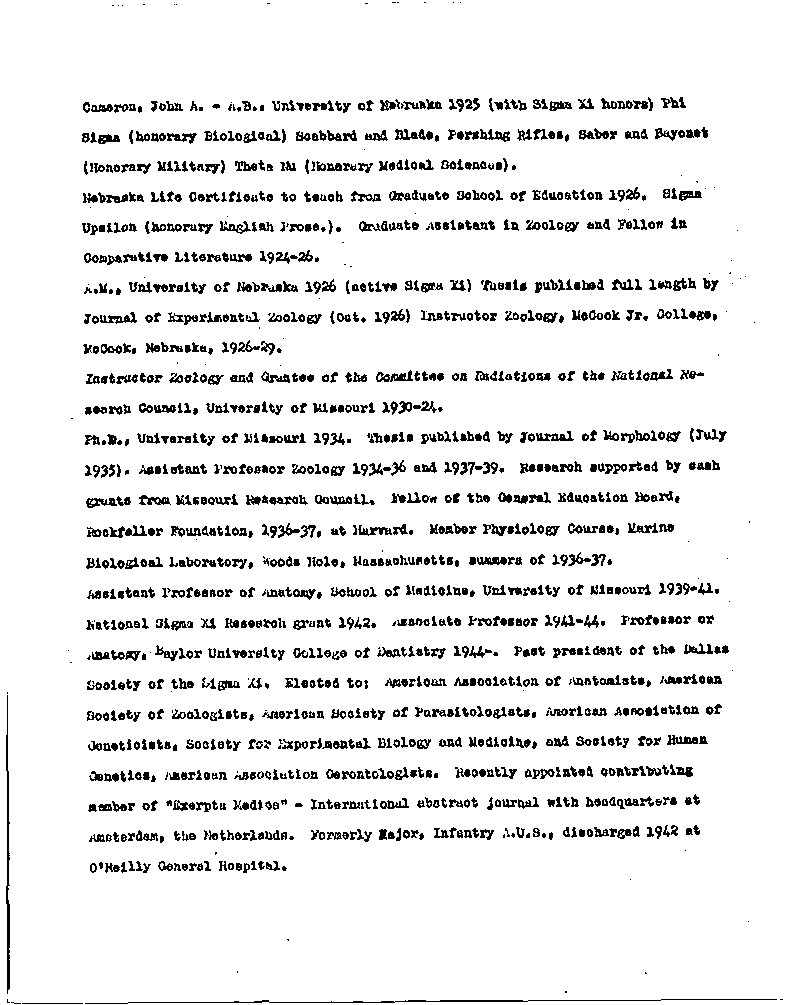 Cameron, John A. - A.B., University of Nebraska 1925 (with Sigma Xi honors) Phi
Sigma (honorary Biological) Scabbard and Blade, Pershing Rifles, Saber and Bayonet
(Honorary Military) Theta Nu (Honorary Medical Sciences).
Nebraska Life Certificate to teach from Graduate School of Education 1926. Sigma
Upsilon (honorary English Prose.). Graduate Assistant in Zoology and Fellow in
Comparative Literature 1924-26.
A.M., University of Nebraska 1926 (active Sigma Xi) Thesis published full length by
Journal of Experimental Zoology (Oct. 1926) Instructor Zoology, McCook Jr. College,
McCook, Nebraska, 1926-29.
Instructor Zoology and Grantee of the Committee on Radiations of the National Re-
search Council, University of Missouri 1930-24.
Ph.D., University of Missouri 1934. Thesis published by Journal of Morphology (July
1935). Assistant Professor Zoology 1934-36 and 1937-39. Research supported by cash
grants from Missouri Research Council. Fellow of the General Education Board,
Rockfeller Foundation, 1936-37, at Harvard. Member Physiology Course, Marine
Biological Laboratory, Woods Hole, Massachusetts, summers of 1936-37.
Assistant Professor of Anatomy, School of Medicine, University of Missouri 1939-41.
National Sigma Xi Research grant 1942. Associate Professor 1941-44. Professor or
Anatomy, Baylor University College of Dentistry 1944-. Past president of the Dallas
Society of the Sigma Xi. Elected to; American Association of Anatomists, American
Society of Zoologists, American Society of Parasitologists, American Association of
Geneticists, Society for Experimental Biology and Medicine, and Society for Human
Genetics, American Association Gerontologists. Recently appointed contributing
member of "Exerpta Medica" - International abstract journal with headquarters at
Amsterdam, the Netherlands. Formerly Major, Infantry A.U.S., discharged 1942 at
O'Reilly General Hospital.